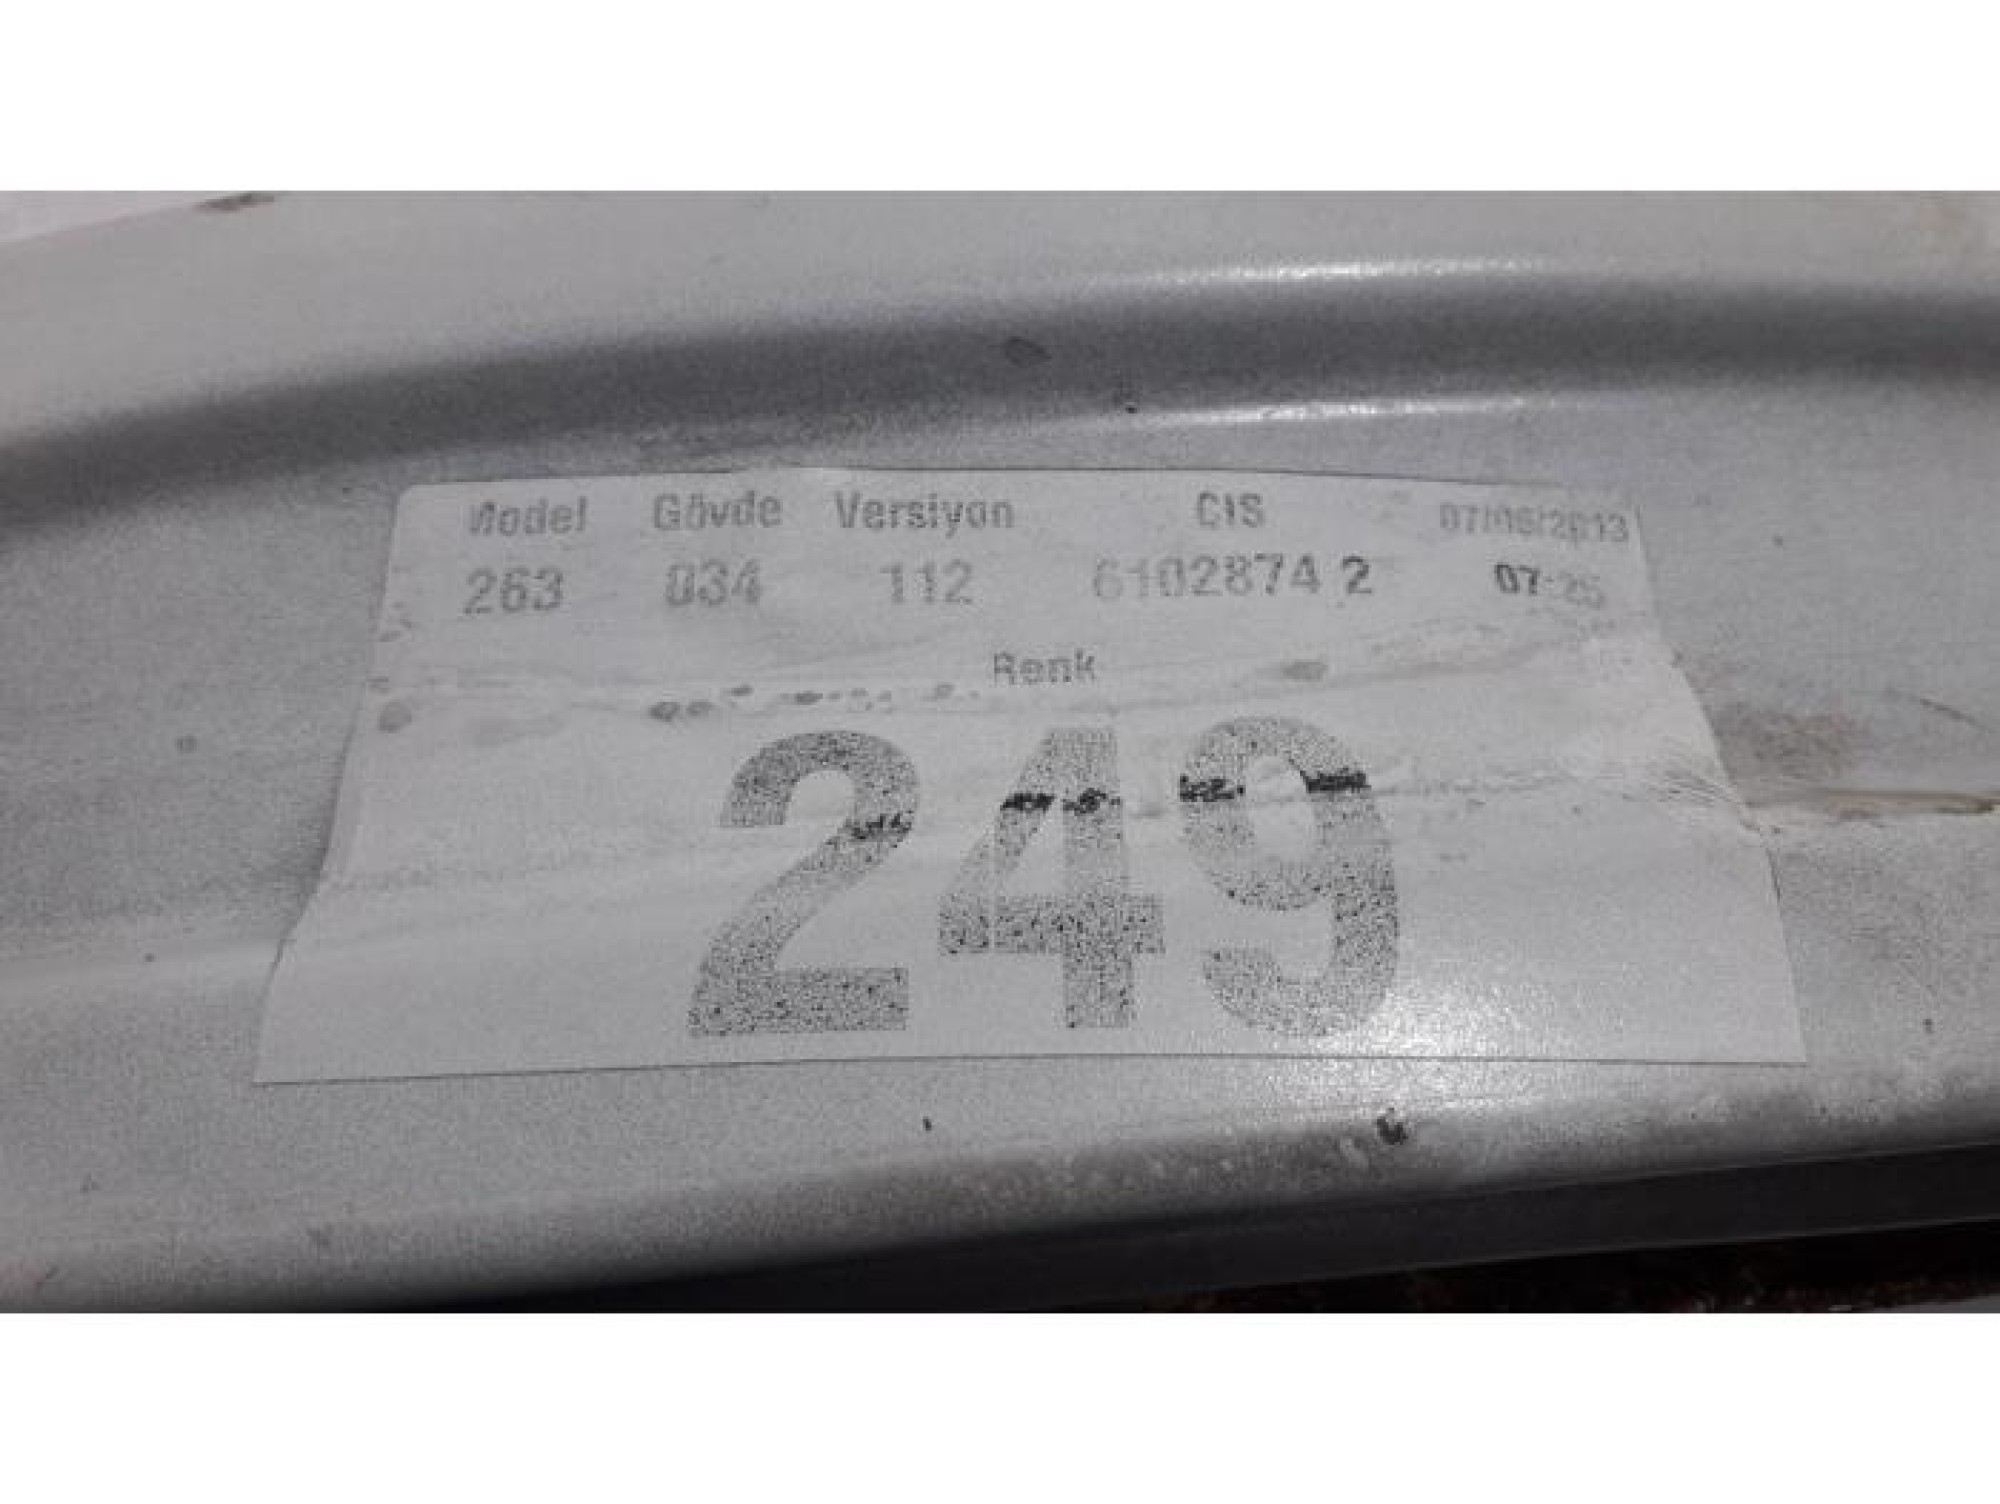 Model Gövde Versiyon CIS 07/06/2013
263 034 112 6102874 2 07:25
Renk
249